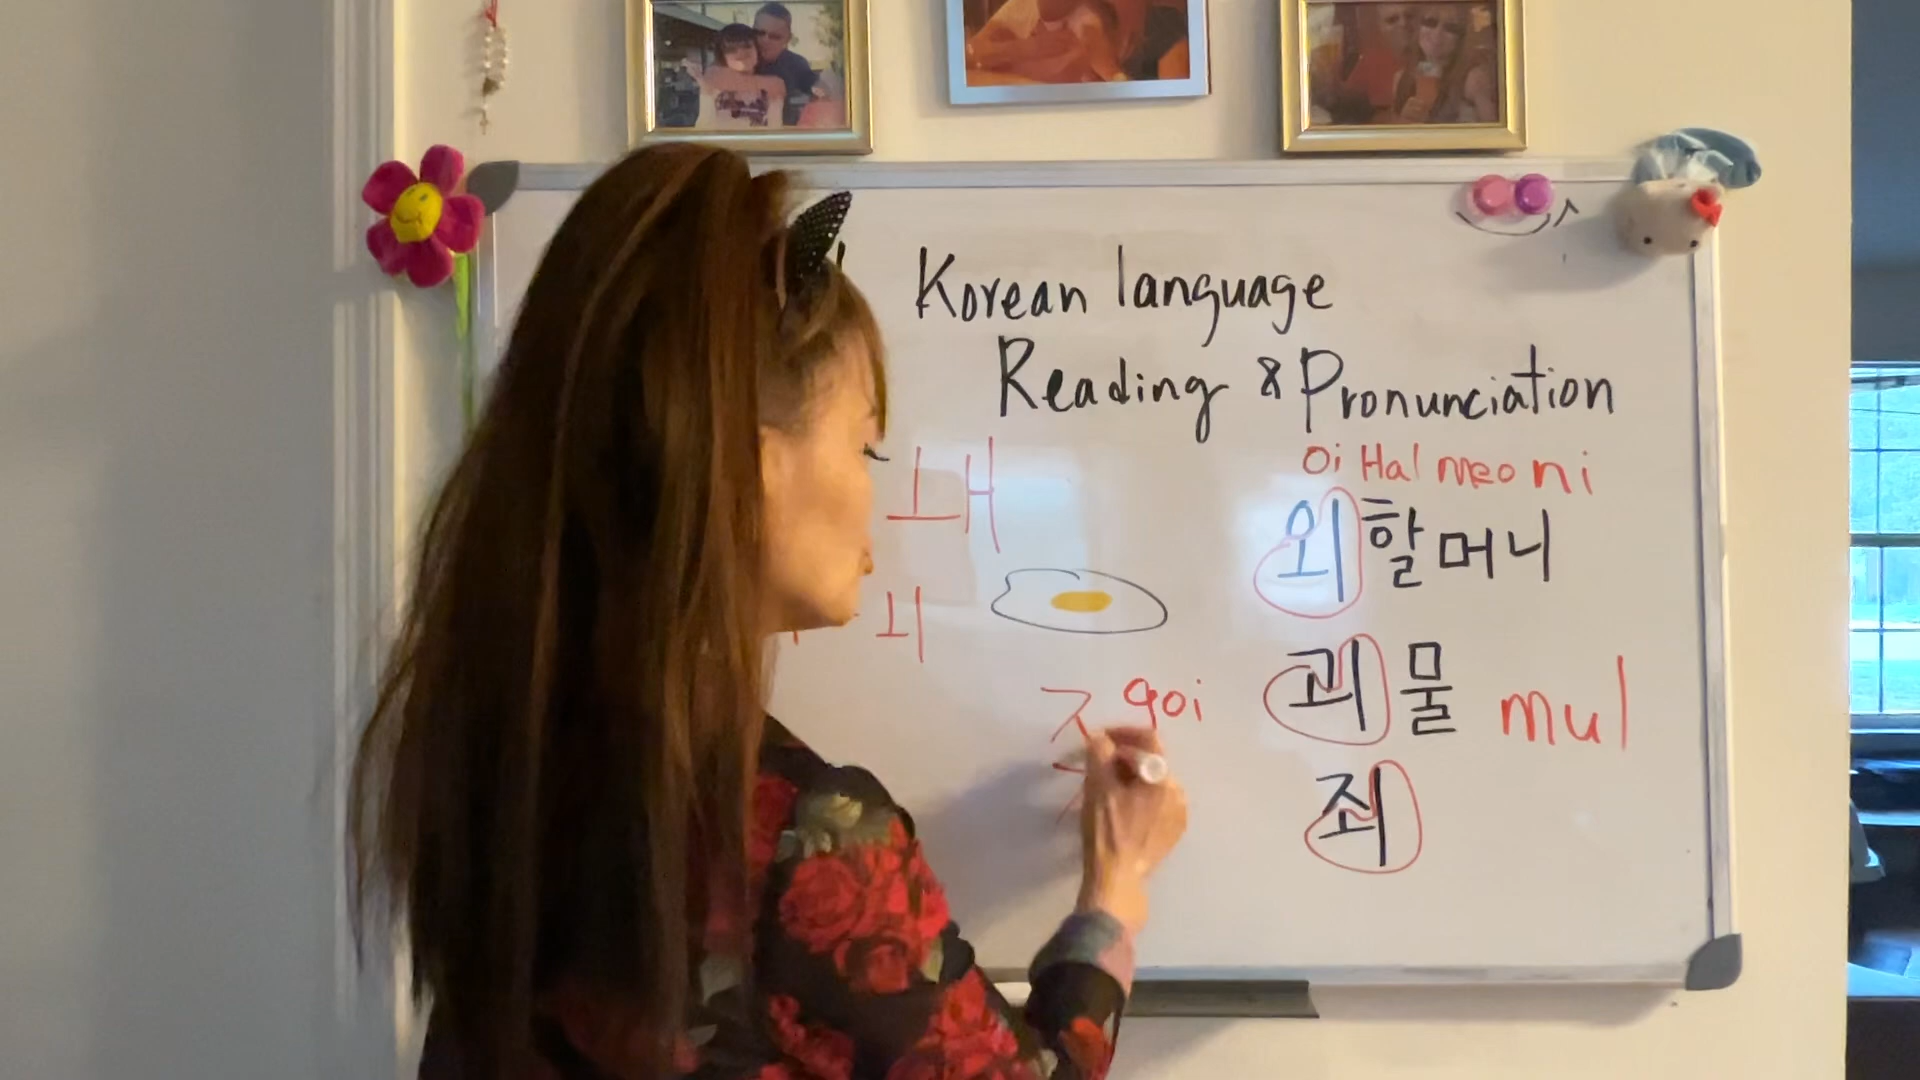 Korean language
Reading & Pronunciation
ㅙ
oi Hal meo ni
외할머니
ㅚ
goi 괴물 mul
ㅈ
죄